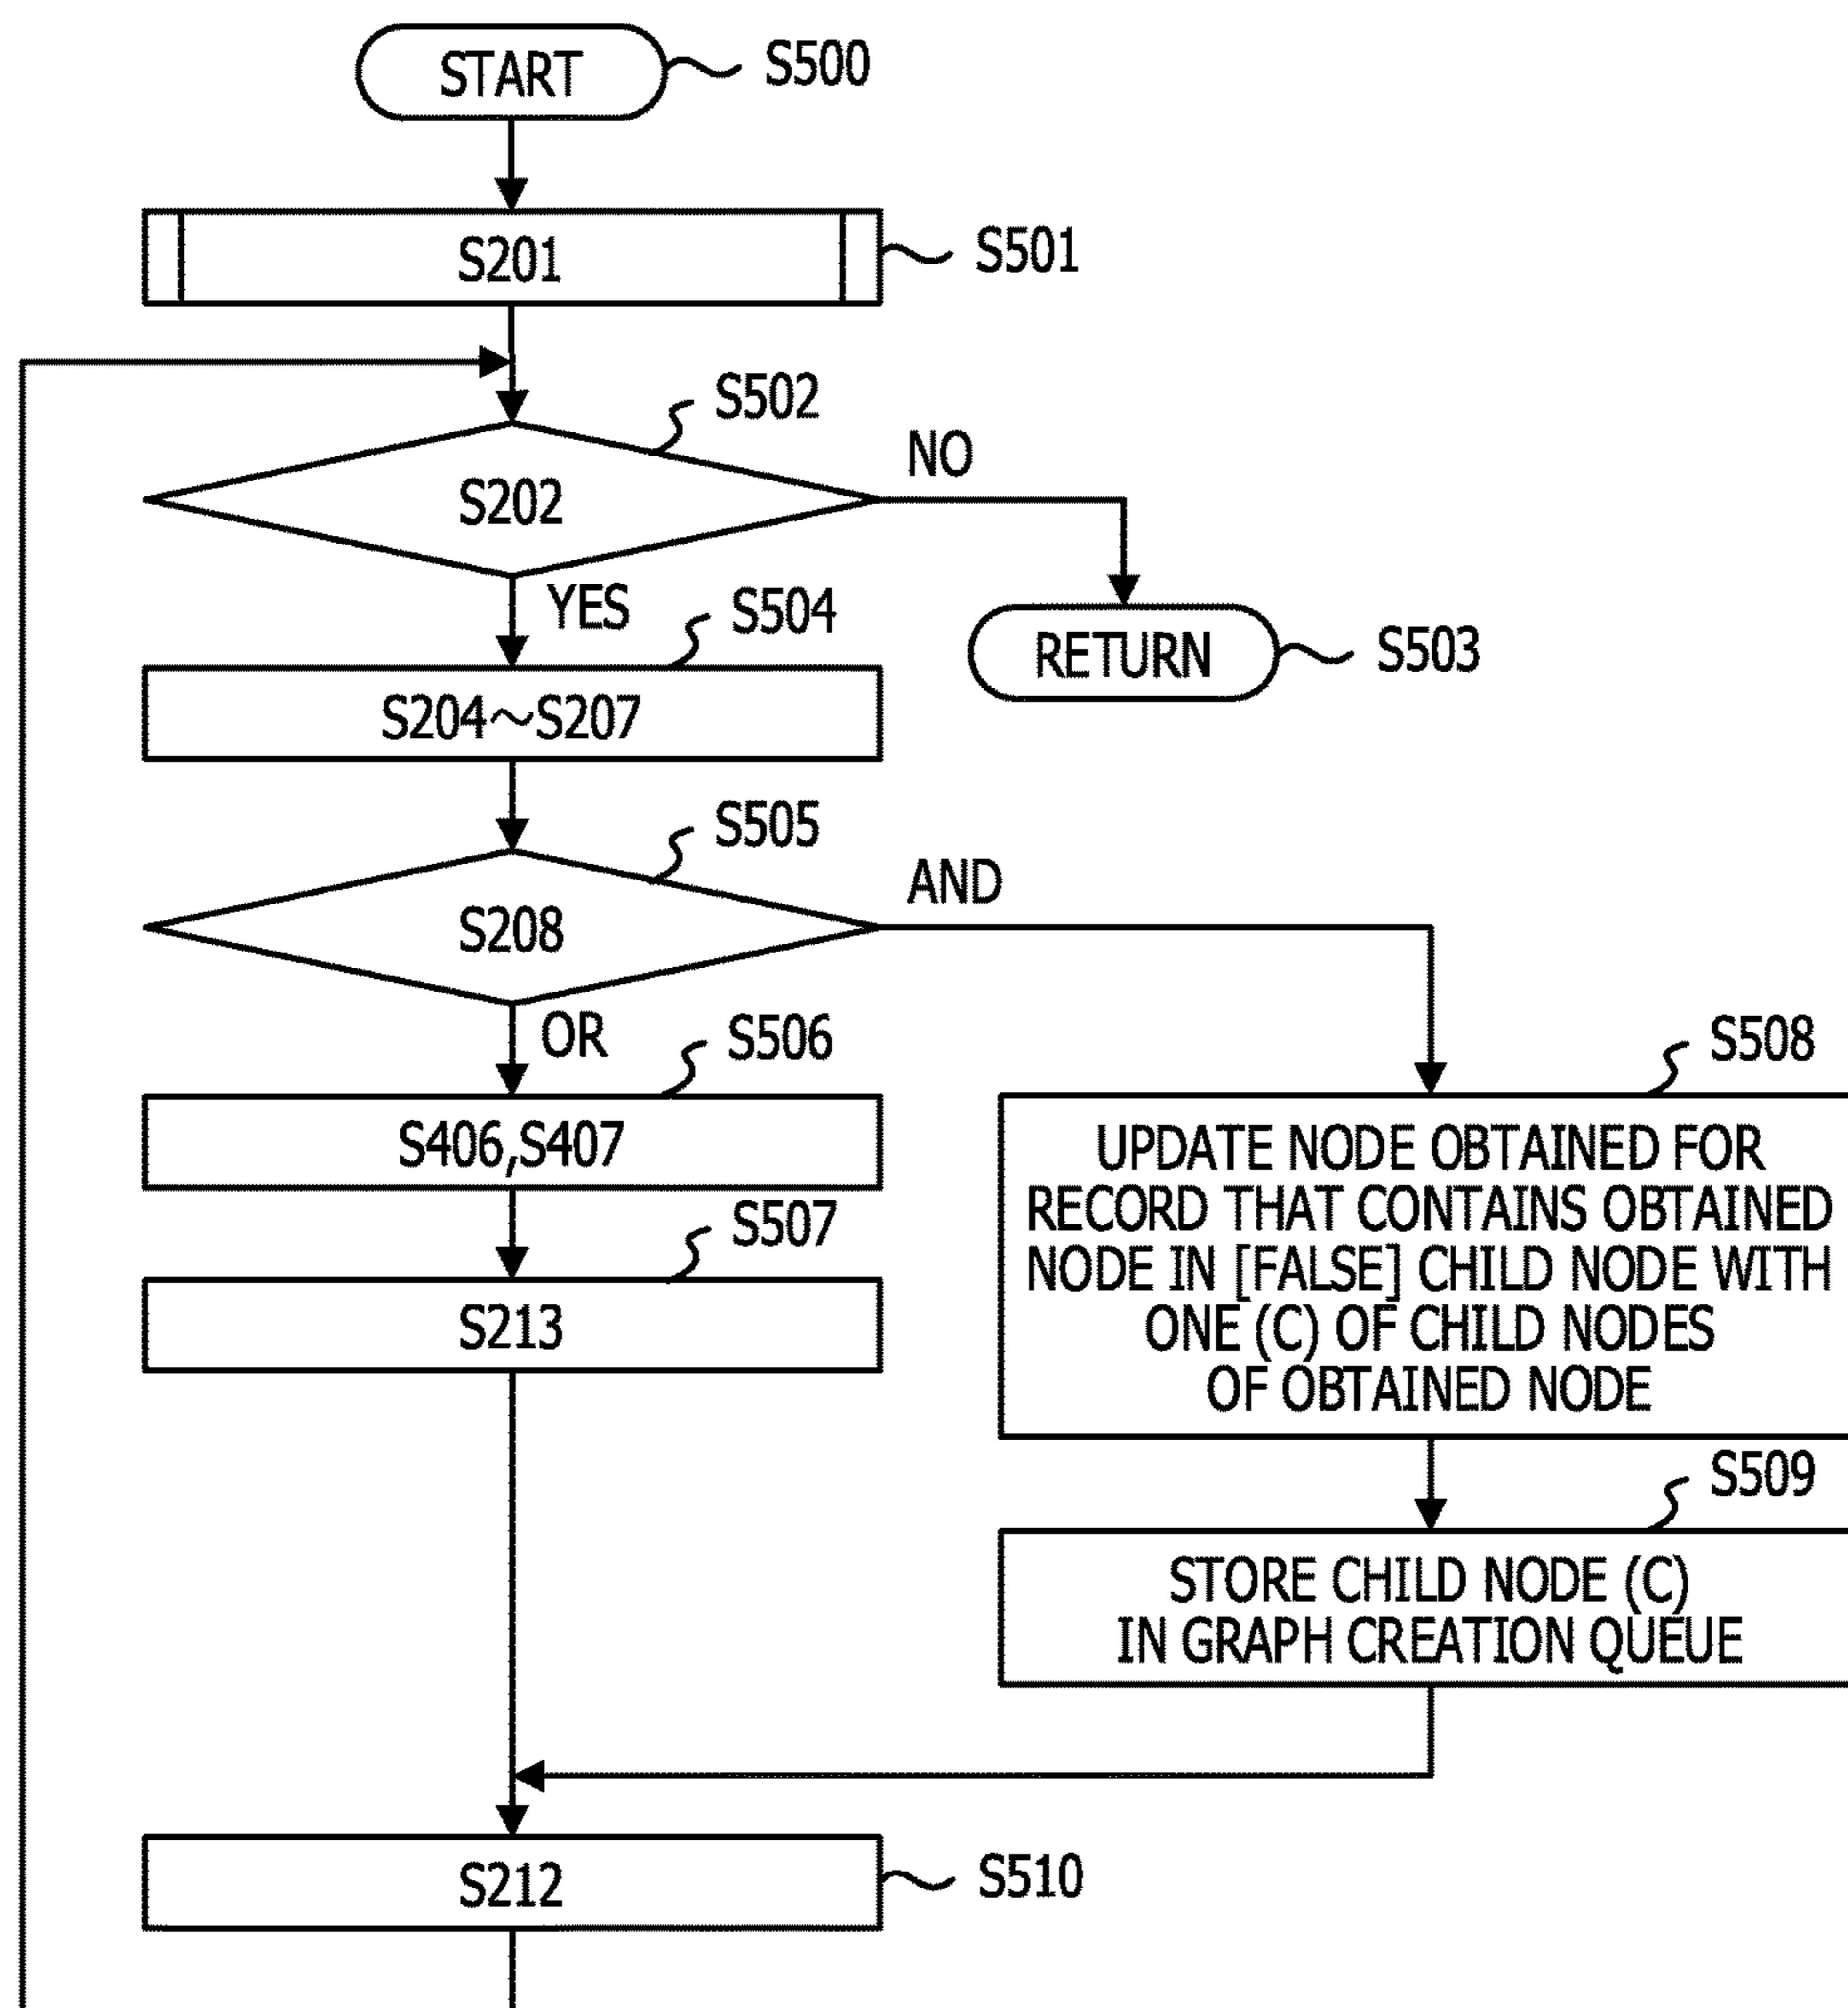 START
S500
S201
S501
S502
NO
S202
YES
S504
RETURN
S503
S204～S207
S505
AND
S208
OR
S506
S508
S406,S407
UPDATE NODE OBTAINED FOR
RECORD THAT CONTAINS OBTAINED
NODE IN [FALSE] CHILD NODE WITH
ONE (C) OF CHILD NODES
OF OBTAINED NODE
S507
S213
S509
STORE CHILD NODE (C)
IN GRAPH CREATION QUEUE
S212
S510